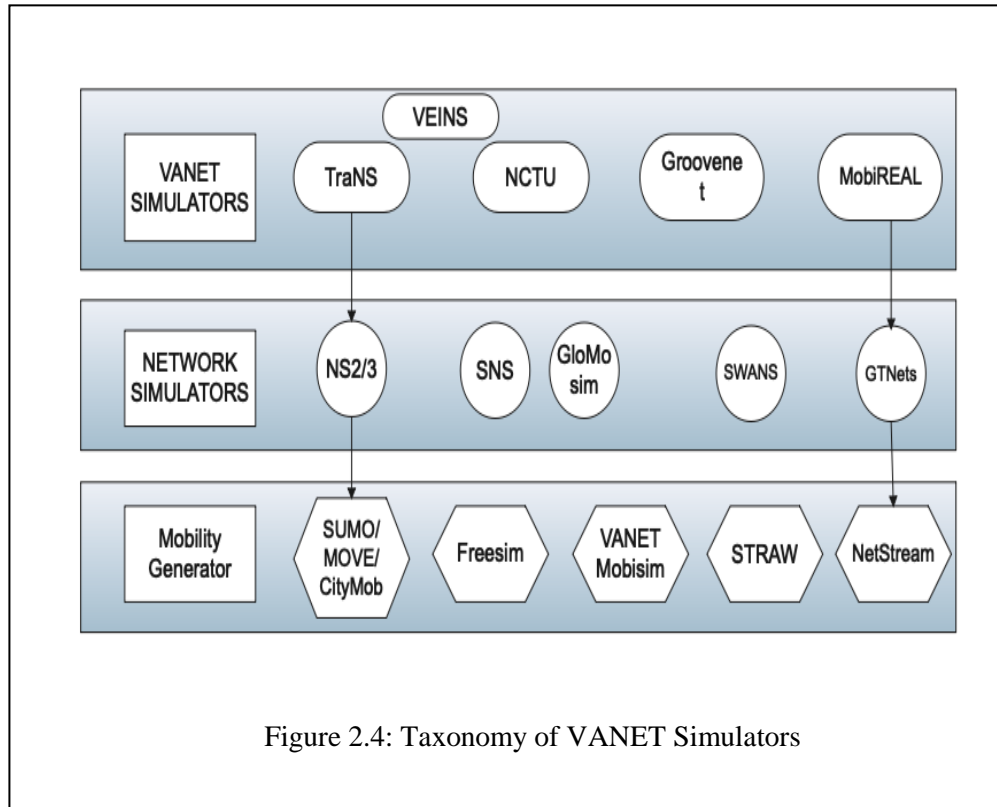 VEINS
VANET
SIMULATORS
TraNS
NCTU
Groovene
t
MobiREAL
NETWORK
SIMULATORS
NS2/3
SNS
GloMo
sim
SWANS
GTNets
Mobility
Generator
SUMO/
MOVE/
CityMob
Freesim
VANET
Mobisim
STRAW
NetStream
Figure 2.4: Taxonomy of VANET Simulators